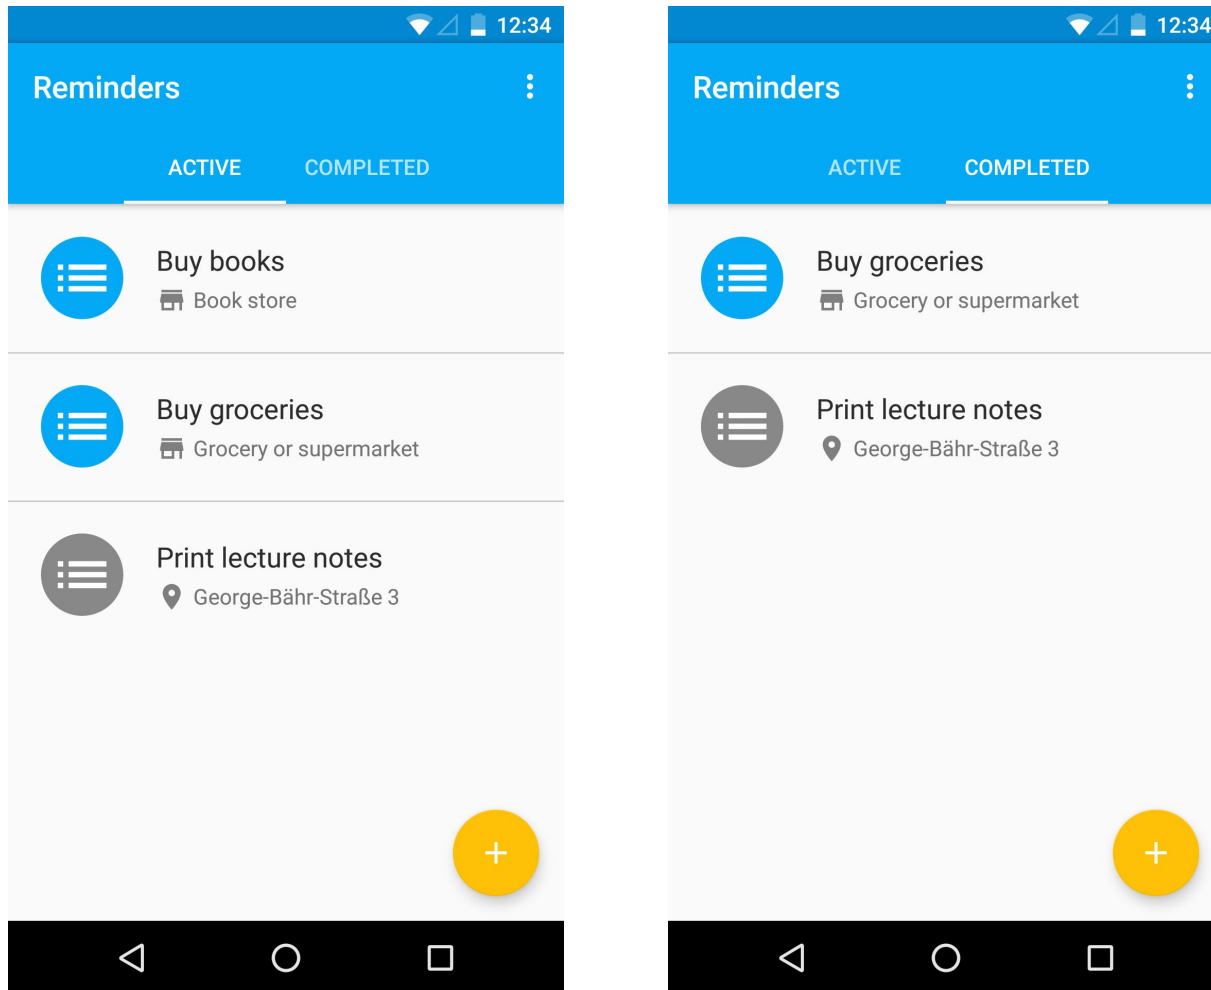 12:34
Reminders
ACTIVE COMPLETED
Buy books
Book store
Buy groceries
Grocery or supermarket
Print lecture notes
George-Bähr-Straße 3
12:34
Reminders
ACTIVE COMPLETED
Buy groceries
Grocery or supermarket
Print lecture notes
George-Bähr-Straße 3